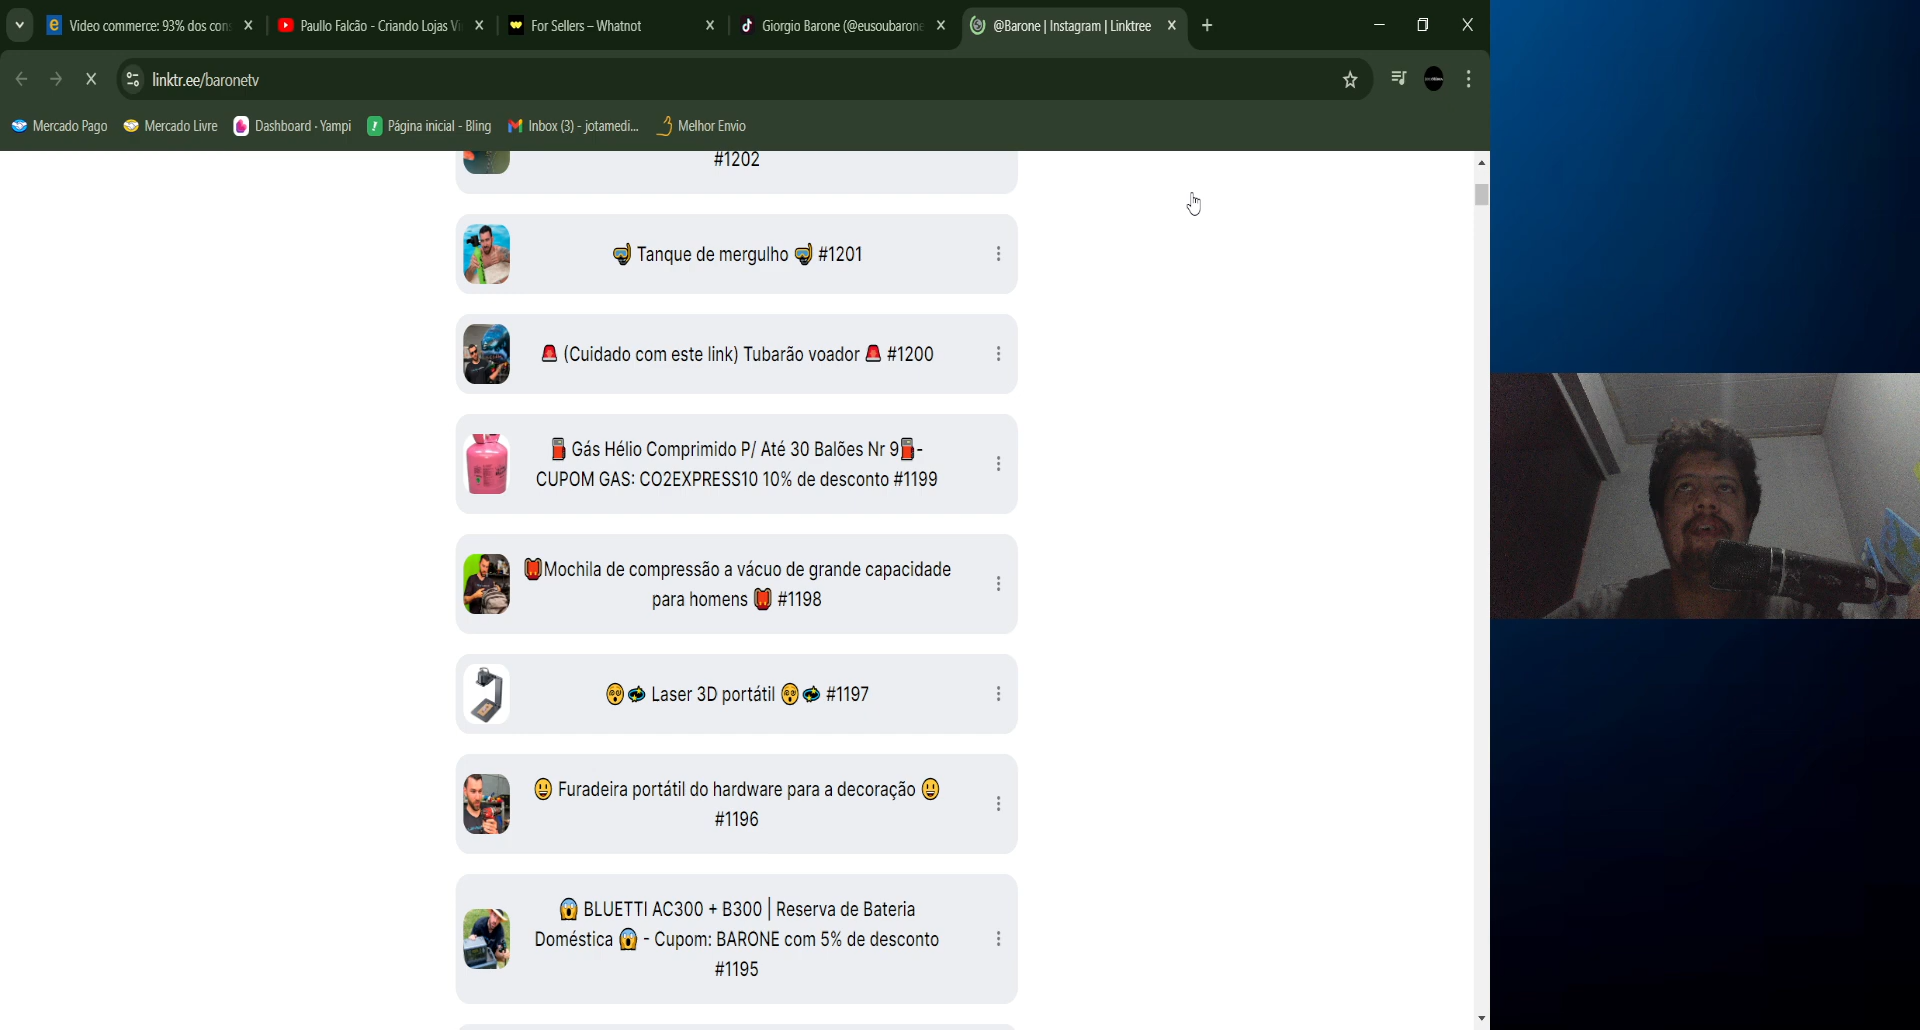 Video commerce: 93% dos con
Paullo Falcão - Criando Lojas Vi
For Sellers – Whatnot
Giorgio Barone (@eusoubarone
@Barone | Instagram | Linktree
linktr.ee/baronetv
Mercado Pago
Mercado Livre
Dashboard · Yampi
Página inicial - Bling
Inbox (3) - jotamedi...
Melhor Envio
#1202
🤿 Tanque de mergulho 🤿 #1201
🚨 (Cuidado com este link) Tubarão voador 🚨 #1200
⛽ Gás Hélio Comprimido P/ Até 30 Balões Nr 9⛽-
CUPOM GAS: CO2EXPRESS10 10% de desconto #1199
🎒Mochila de compressão a vácuo de grande capacidade
para homens 🎒 #1198
😵💫 Laser 3D portátil 😵💫 #1197
😃 Furadeira portátil do hardware para a decoração 😃
#1196
😱 BLUETTI AC300 + B300 | Reserva de Bateria
Doméstica 😱 - Cupom: BARONE com 5% de desconto
#1195